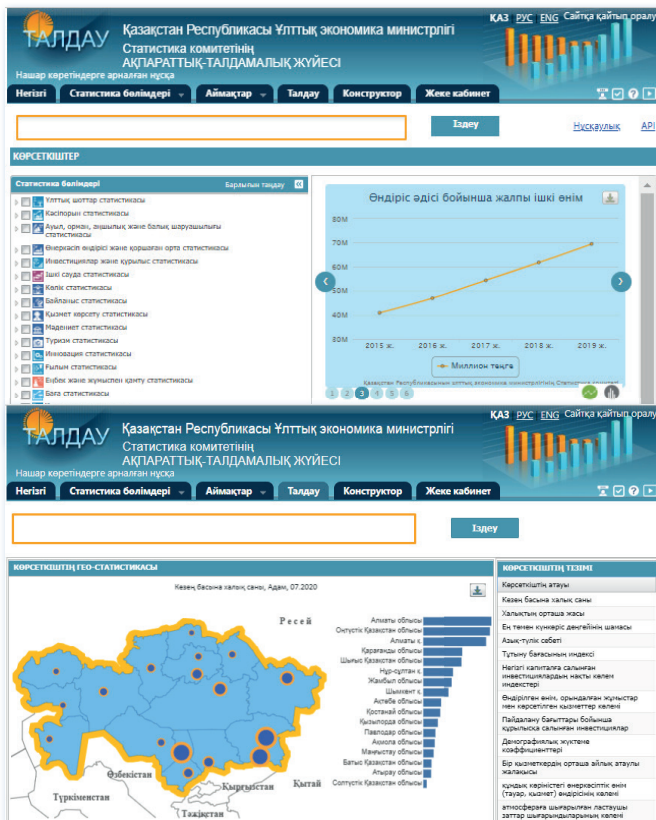 ТАЛДАУ
Қазақстан Республикасы Ұлттық экономика министрлігі
Статистика комитетінің
АҚПАРАТТЫҚ-ТАЛДАМАЛЫҚ ЖҮЙЕСІ
Нашар көретіндерге арналған нұсқа
ҚАЗ РУС ENG Сайтқа қайтып оралу
Негізгі Статистика бөлімдері Аймақтар Талдау Конструктор Жеке кабинет
Іздеу Нұсқаулық API
КӨРСЕТКІШТЕР
Статистика бөлімдері Барлығын таңдау
Ұлттық шоттар статистикасы
Кәсіпорын статистикасы
Ауыл, орман, аңшылық және балық шаруашылығы
статистикасы
Өнеркәсіп өндірісі және қоршаған орта статистикасы
Инвестициялар және құрылыс статистикасы
Ішкі сауда статистикасы
Көлік статистикасы
Байланыс статистикасы
Қызмет көрсету статистикасы
Мәдениет статистикасы
Туризм статистикасы
Инновация статистикасы
Ғылым статистикасы
Еңбек және жұмыспен қамту статистикасы
Баға статистикасы
Өндіріс әдісі бойынша жалпы ішкі өнім
80M
70M
60M
50M
40M
30M
2015 ж. 2016 ж. 2017 ж. 2018 ж. 2019 ж.
Миллион теңге
Қазақстан Республикасының ұлттық экономика министрлігінің Статистика комитеті
1 2 3 4 5 6
ТАЛДАУ
Қазақстан Республикасы Ұлттық экономика министрлігі
Статистика комитетінің
АҚПАРАТТЫҚ-ТАЛДАМАЛЫҚ ЖҮЙЕСІ
Нашар көретіндерге арналған нұсқа
ҚАЗ РУС ENG Сайтқа қайтып оралу
Негізгі Статистика бөлімдері Аймақтар Талдау Конструктор Жеке кабинет
Іздеу
КӨРСЕТКІШТІҢ ГЕО-СТАТИСТИКАСЫ
Кезең басына халық саны, Адам, 07.2020
Ресей
Өзбекістан
Түркіменстан
Қырғызстан
Тәжікстан
Қытай
Алматы облысы
Оңтүстік Қазақстан облысы
Алматы қ.
Қарағанды облысы
Шығыс Қазақстан облысы
Нұр-сұлтан қ.
Жамбыл облысы
Шымкент қ.
Ақтөбе облысы
Қостанай облысы
Қызылорда облысы
Павлодар облысы
Ақмола облысы
Маңғыстау облысы
Батыс Қазақстан облысы
Атырау облысы
Солтүстік Қазақстан облысы
КӨРСЕТКІШТІҢ ТІЗІМІ
Көрсеткіштің атауы
Кезең басына халық саны
Халықтың орташа жасы
Ең төмен күнкөріс деңгейінің шамасы
Азық-түлік себеті
Тұтыну бағасының индексі
Негізгі капиталға салынған
инвестициялардың нақты көлем
индекстері
Өндірілген өнім, орындалған жұмыстар
мен көрсетілген қызметтер көлемі
Пайдалану бағыттары бойынша
құрылысқа салынған инвестициялар
Демографиялық жүктеме
коэффициенттері
Бір қызметкердің орташа айлық атаулы
жалақысы
құндық көріністегі өнеркәсіптік өнім
(тауар, қызмет) өндірісінің көлемі
атмосфераға шығарылған ластаушы
заттар шығарындыларының көлемі